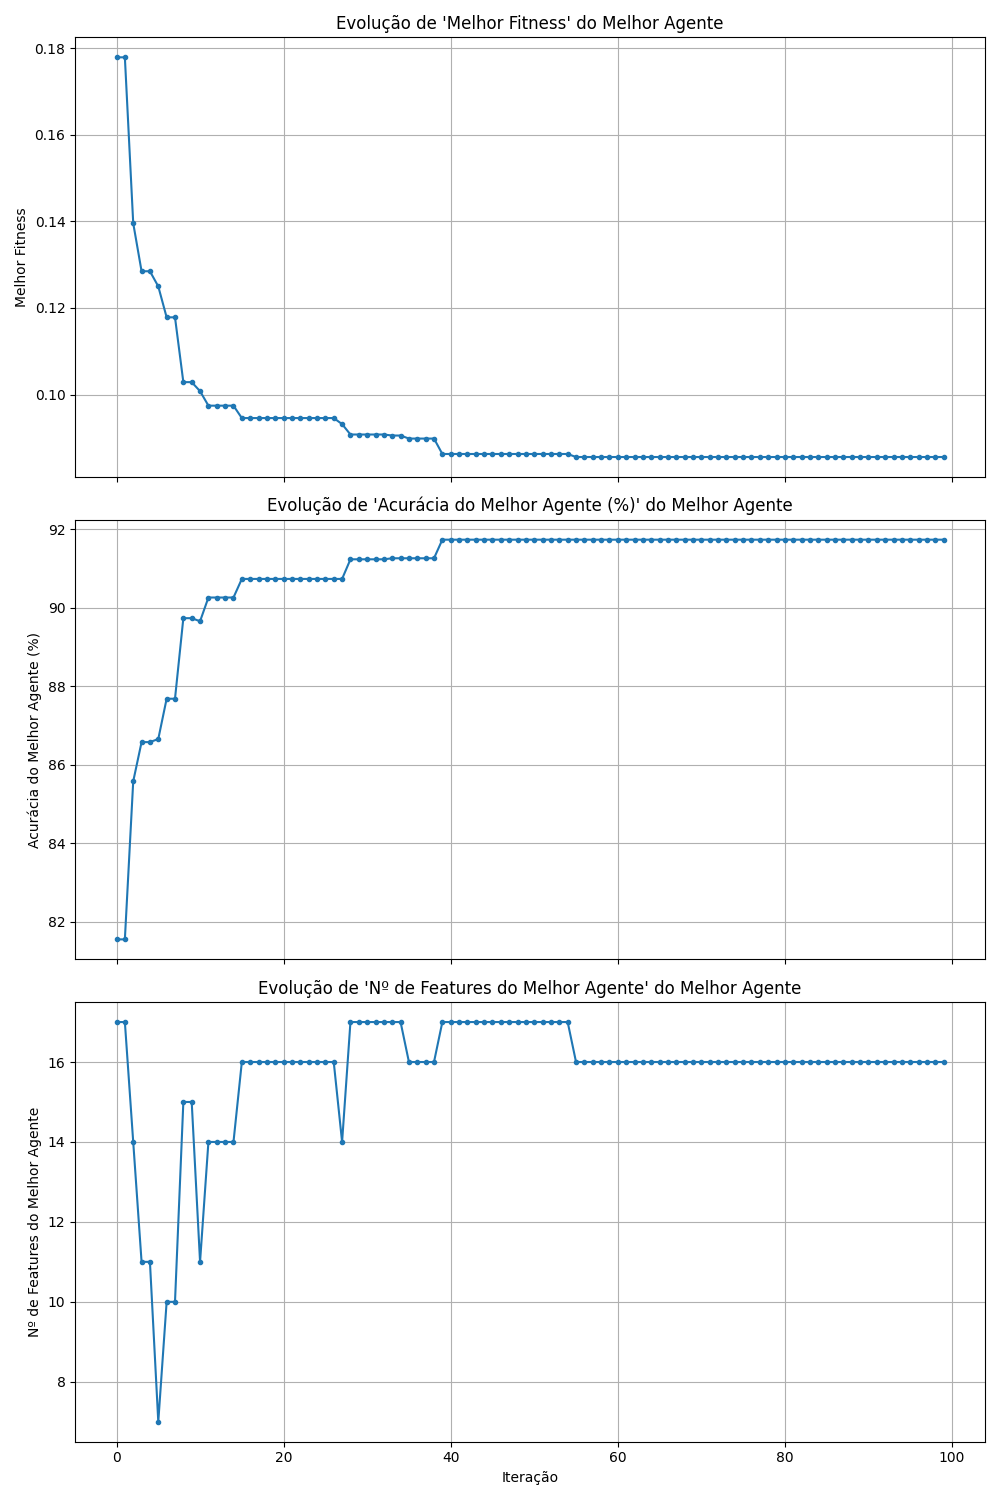 Evolução de 'Melhor Fitness' do Melhor Agente
0.18
0.16
0.14
0.12
0.10
Melhor Fitness
Evolução de 'Acurácia do Melhor Agente (%)' do Melhor Agente
92
90
88
86
84
82
Acurácia do Melhor Agente (%)
Evolução de 'Nº de Features do Melhor Agente' do Melhor Agente
16
14
12
10
8
Nº de Features do Melhor Agente
0 20 40 60 80 100
Iteração